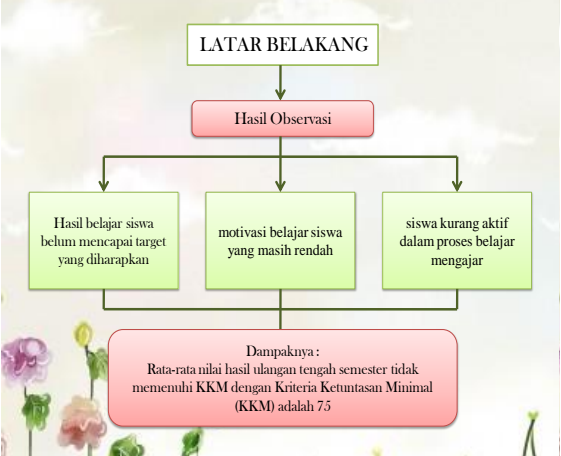 LATAR BELAKANG
Hasil Observasi
Hasil belajar siswa
belum mencapai target
yang diharapkan
motivasi belajar siswa
yang masih rendah
siswa kurang aktif
dalam proses belajar
mengajar
Dampaknya :
Rata-rata nilai hasil ulangan tengah semester tidak
memenuhi KKM dengan Kriteria Ketuntasan Minimal
(KKM) adalah 75